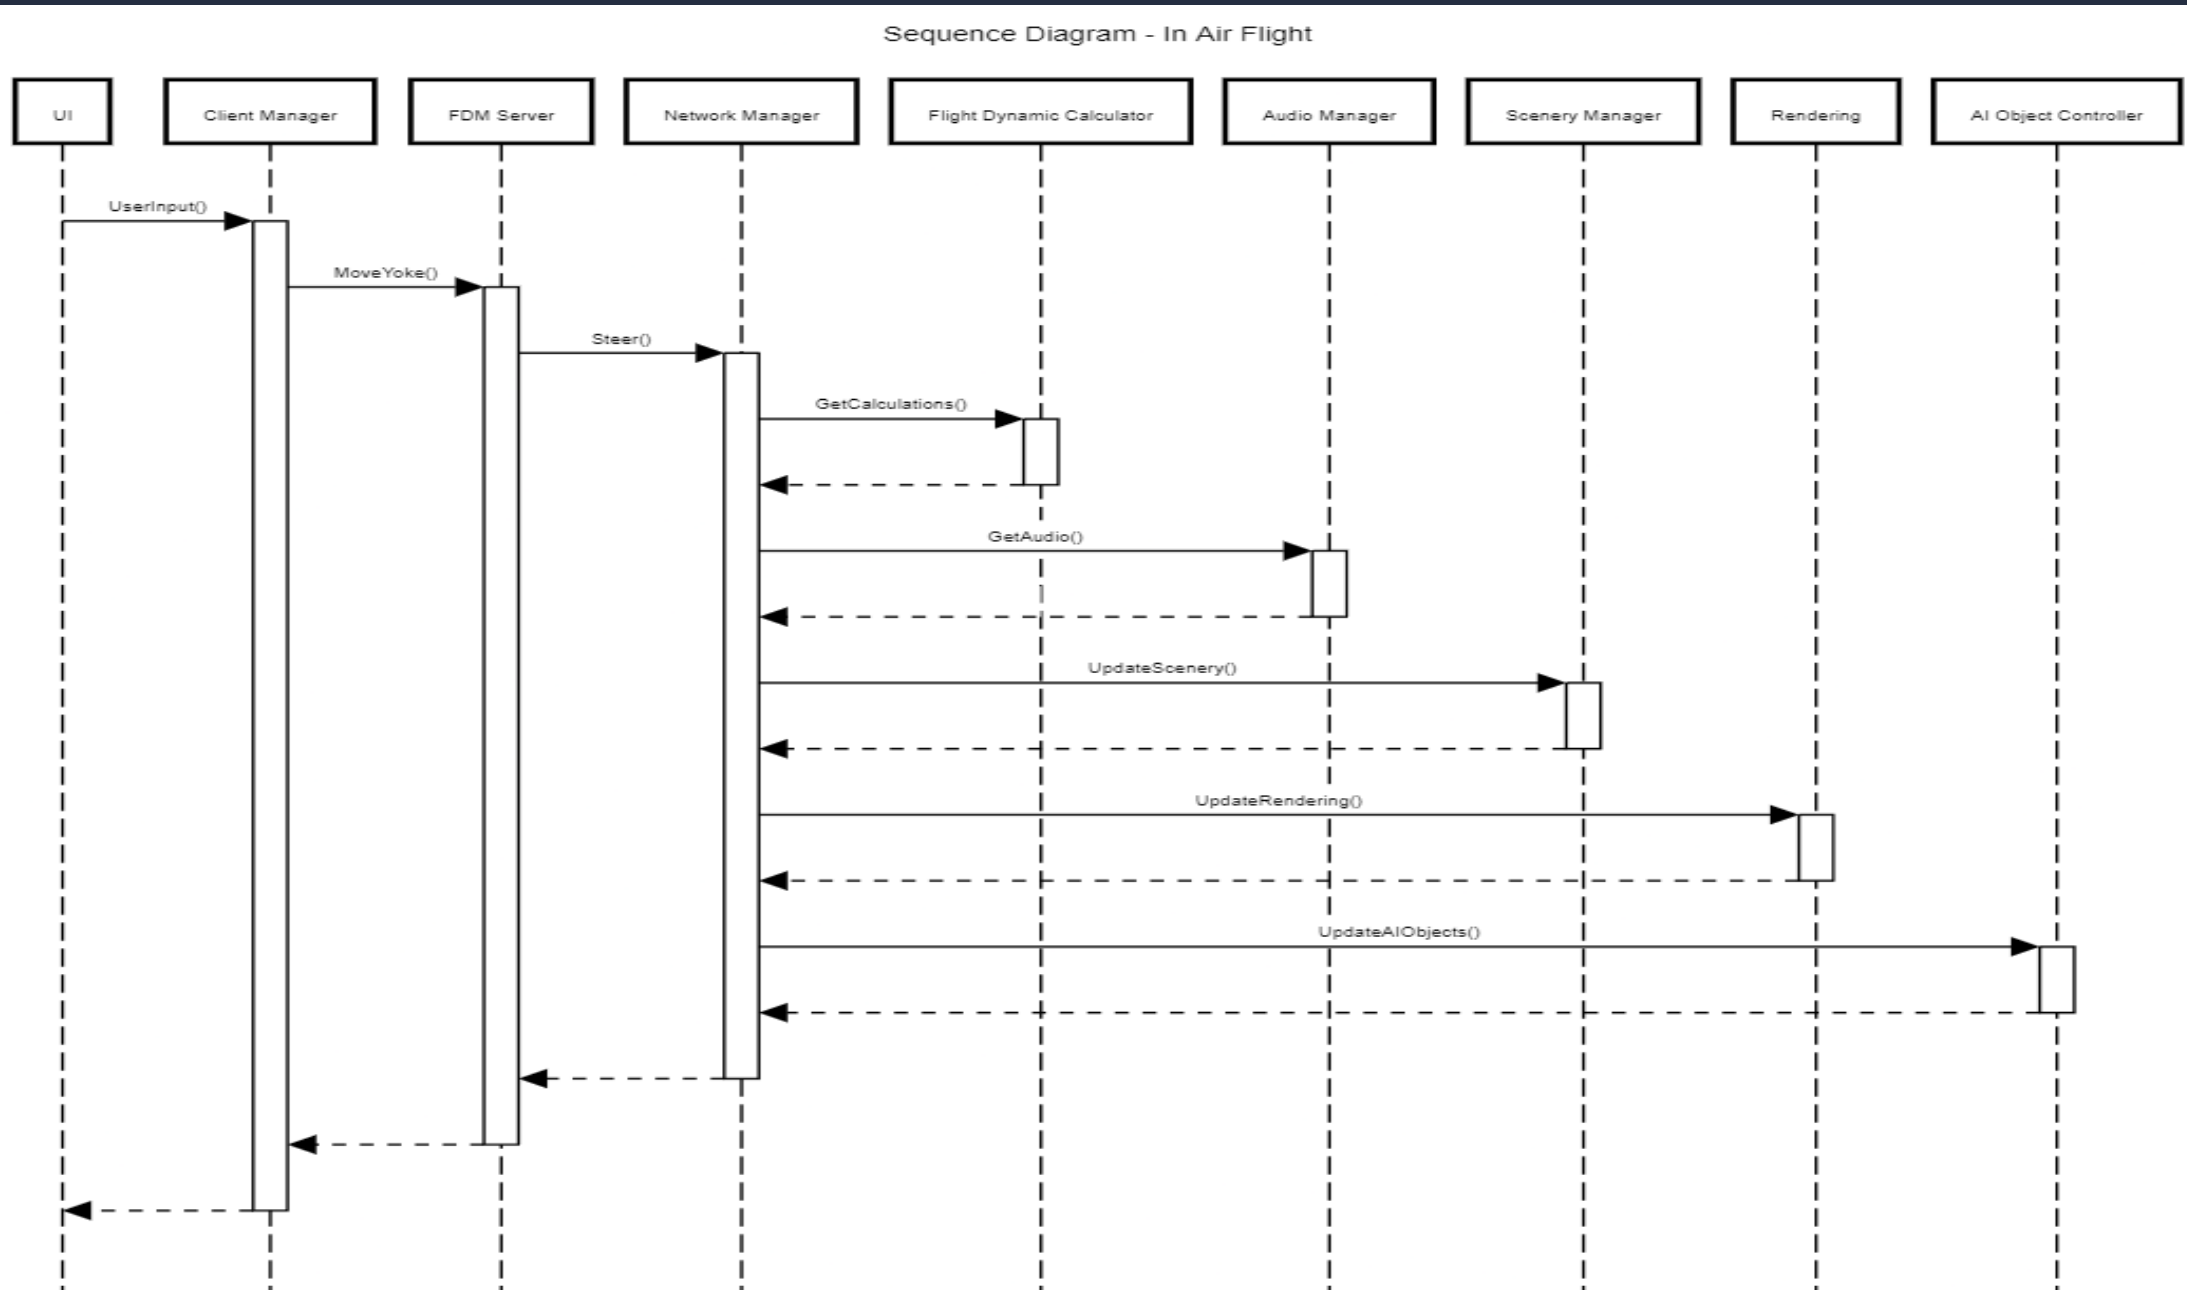 Sequence Diagram - In Air Flight
UI
Client Manager
FDM Server
Network Manager
Flight Dynamic Calculator
Audio Manager
Scenery Manager
Rendering
AI Object Controller
UserInput()
MoveYoke()
Steer()
GetCalculations()
GetAudio()
UpdateScenery()
UpdateRendering()
UpdateAIObjects()